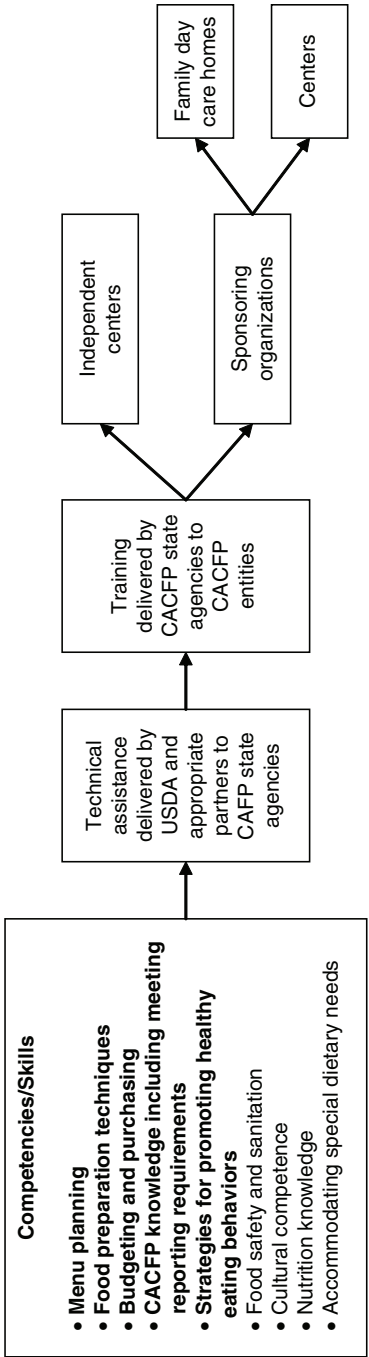 Competencies/Skills
• Menu planning
• Food preparation techniques
• Budgeting and purchasing
• CACFP knowledge including meeting
reporting requirements
• Strategies for promoting healthy
eating behaviors
• Food safety and sanitation
• Cultural competence
• Nutrition knowledge
• Accommodating special dietary needs
Technical
assistance
delivered by
USDA and
appropriate
partners to
CAFP state
agencies
Training
delivered by
CACFP state
agencies to
CACFP
entities
Independent
centers
Sponsoring
organizations
Family day
care homes
Centers